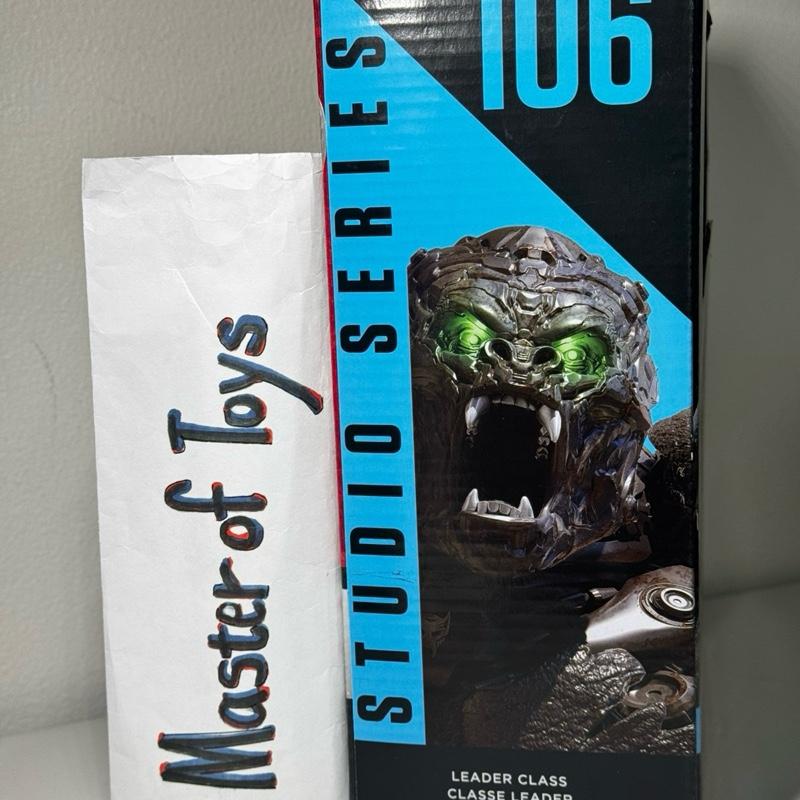 Master of Toys
STUDIO SERIES
106
LEADER CLASS
CLASSE LEADER